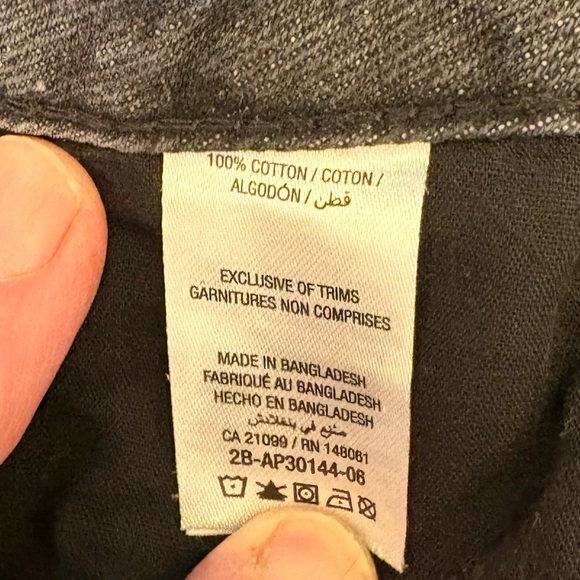 100% COTTON / COTON /
ALGODÓN / قطن
EXCLUSIVE OF TRIMS
GARNITURES NON COMPRISES
MADE IN BANGLADESH
FABRIQUÉ AU BANGLADESH
HECHO EN BANGLADESH
صنع في بنغلاديش
CA 21099 / RN 148061
2B-AP30144-06